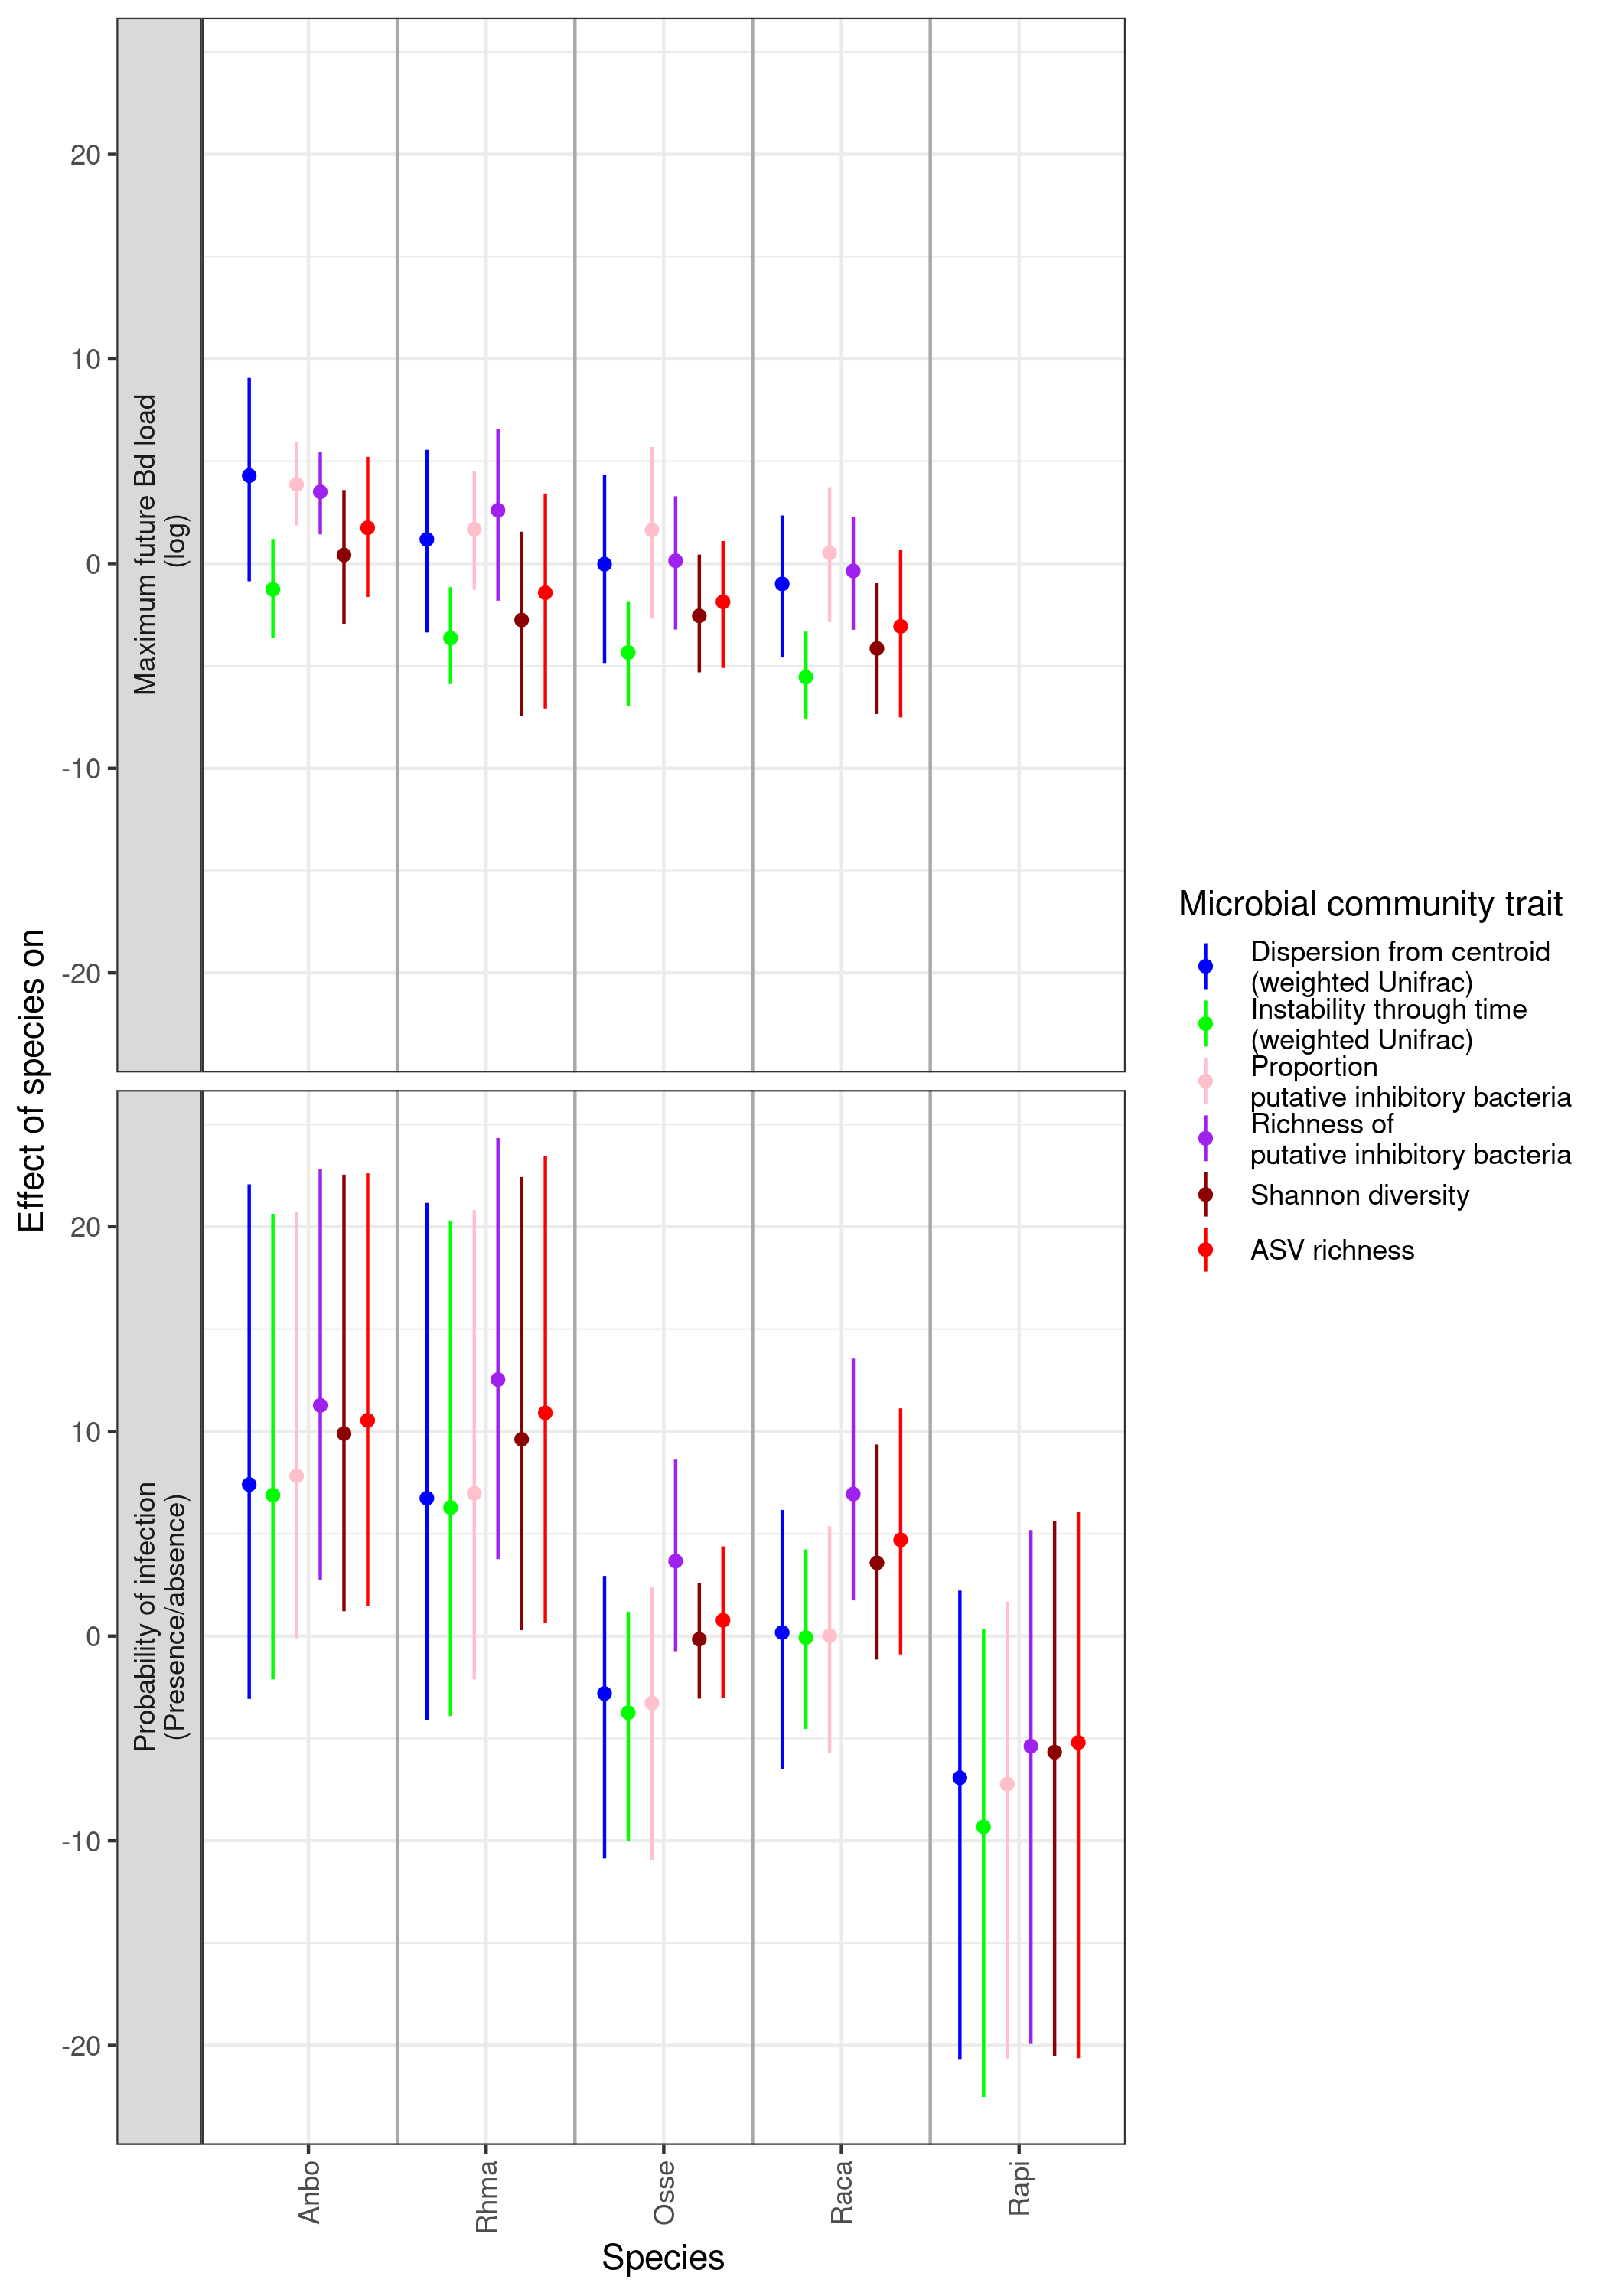 Effect of species on
Maximum future Bd load
(log)
20
10
0
-10
-20
Probability of infection
(Presence/absence)
20
10
0
-10
-20
Anbo
Rhma
Osse
Raca
Rapi
Species
Microbial community trait
Dispersion from centroid
(weighted Unifrac)
Instability through time
(weighted Unifrac)
Proportion
putative inhibitory bacteria
Richness of
putative inhibitory bacteria
Shannon diversity
ASV richness